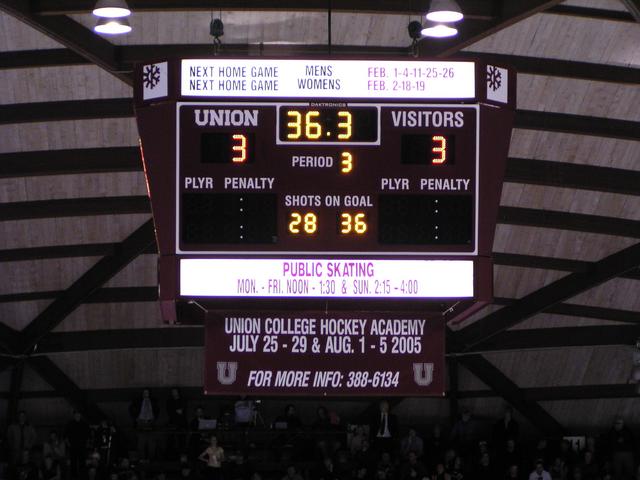 NEXT HOME GAME MENS FEB. 1-4-11-25-26
NEXT HOME GAME WOMENS FEB. 2-18-19
DAKTRONICS
UNION 36.3 VISITORS
3 PERIOD 3 3
PLYR PENALTY PLYR PENALTY
SHOTS ON GOAL
28 36
PUBLIC SKATING
MON. - FRI. NOON - 1:30 & SUN. 2:15 - 4:00
UNION COLLEGE HOCKEY ACADEMY
JULY 25 - 29 & AUG. 1 - 5 2005
U FOR MORE INFO: 388-6134 U